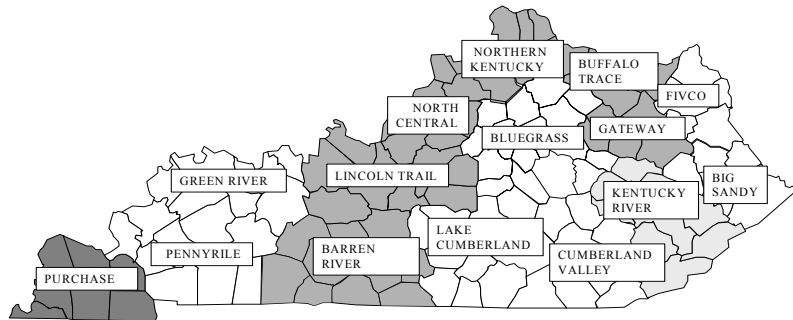 NORTHERN
KENTUCKY
BUFFALO
TRACE
FIVCO
NORTH
CENTRAL
BLUEGRASS
GATEWAY
GREEN RIVER
LINCOLN TRAIL
BIG
SANDY
KENTUCKY
RIVER
LAKE
CUMBERLAND
PENNYRILE
BARREN
RIVER
CUMBERLAND
VALLEY
PURCHASE